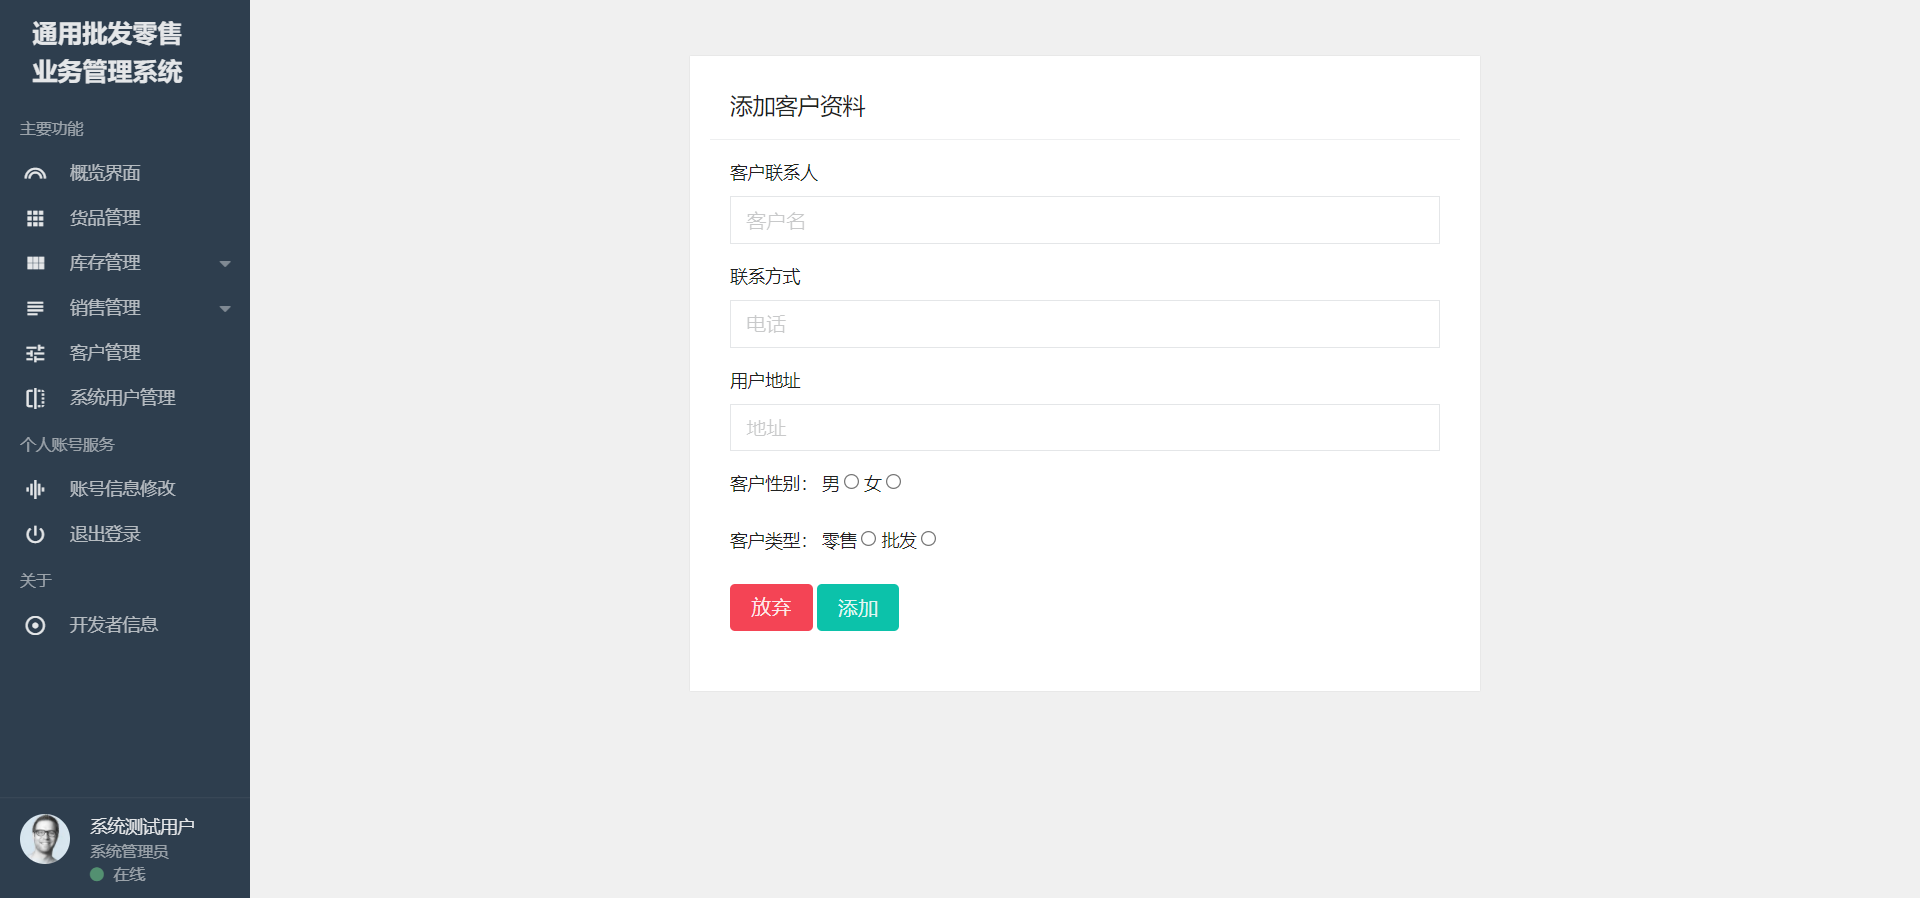 通用批发零售
业务管理系统
主要功能
概览界面
货品管理
库存管理
销售管理
客户管理
系统用户管理
个人账号服务
账号信息修改
退出登录
关于
开发者信息
系统测试用户
系统管理员
在线
添加客户资料
客户联系人
客户名
联系方式
电话
用户地址
地址
客户性别： 男 女
客户类型： 零售 批发
放弃 添加